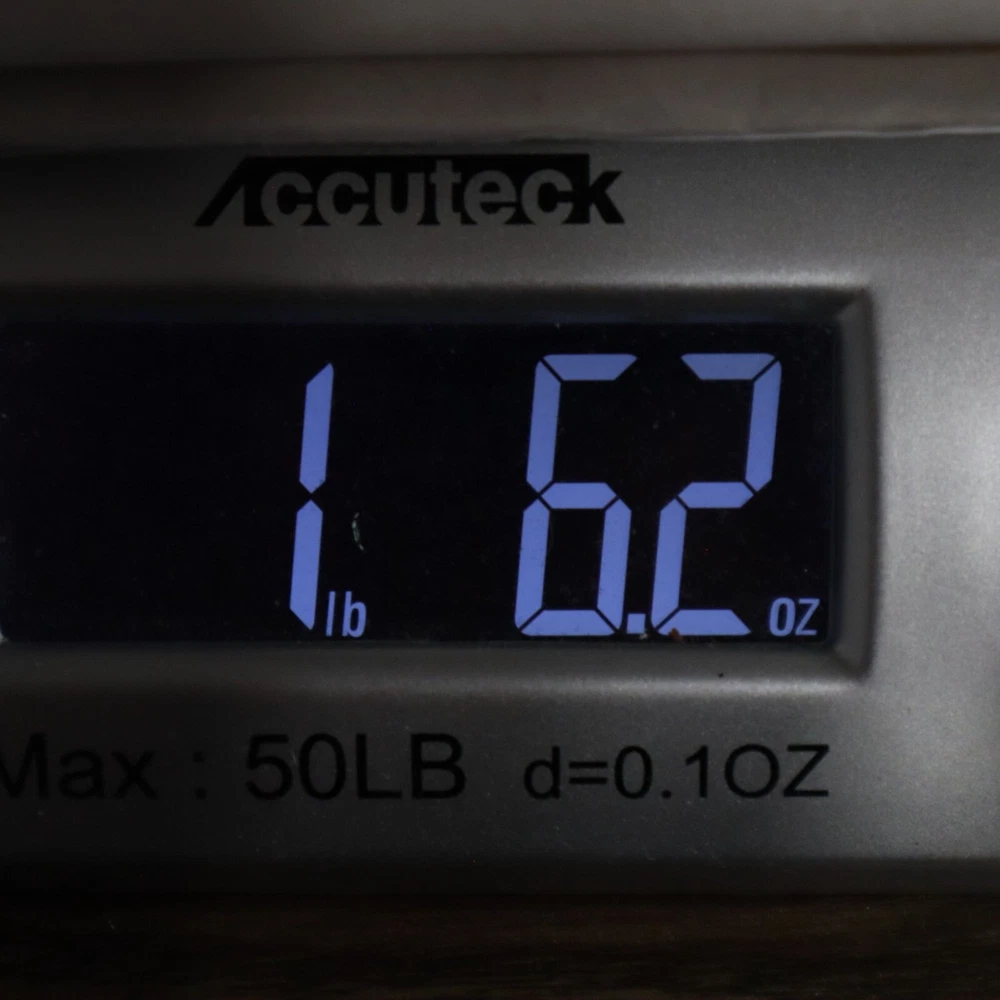 Accuteck
1 lb 6.2 oz
Max : 50LB d=0.1OZ